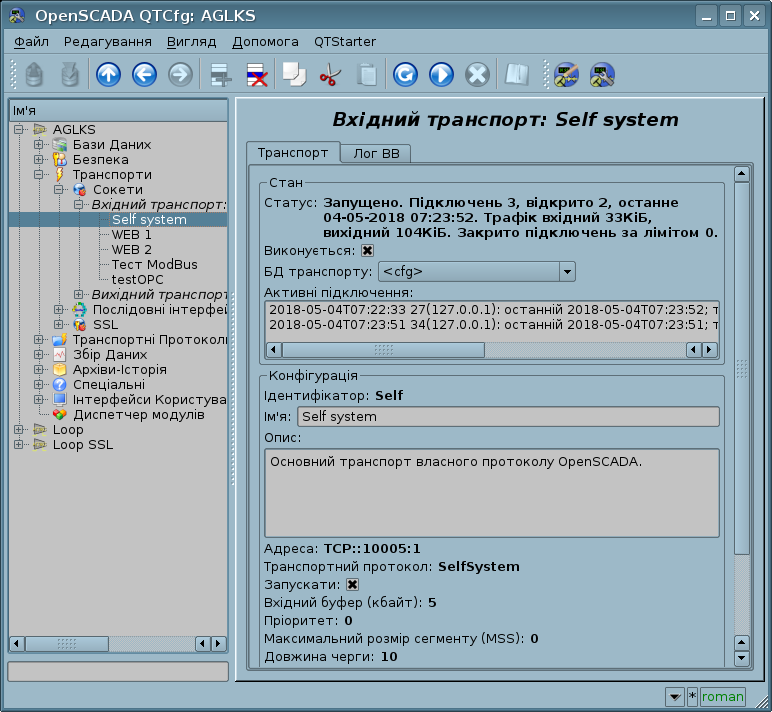 OpenSCADA QTCfg: AGLKS
Файл Редагування Вигляд Допомога QTStarter
Ім'я
AGLKS
Бази Даних
Безпека
Транспорти
Сокети
Вхідний транспорт:
Self system
WEB 1
WEB 2
Тест ModBus
testOPC
Вихідний транспорт
Послідовні інтерфей
SSL
Транспортні Протокол
Збір Даних
Архіви-Історія
Спеціальні
Інтерфейси Користува
Диспетчер модулів
Loop
Loop SSL
Вхідний транспорт: Self system
Транспорт Лог ВВ
Стан
Статус: Запущено. Підключень 3, відкрито 2, останне
04-05-2018 07:23:52. Трафік вхідний 33КіБ,
вихідний 104КіБ. Закрито підключень за лімітом 0.
Виконується:
БД транспорту: <cfg>
Активні підключення:
2018-05-04T07:22:33 27(127.0.0.1): останній 2018-05-04T07:23:52; т
2018-05-04T07:23:51 34(127.0.0.1): останній 2018-05-04T07:23:51; т
Конфігурація
Ідентифікатор: Self
Ім'я: Self system
Опис:
Основний транспорт власного протоколу OpenSCADA.
Адреса: TCP::10005:1
Транспортний протокол: SelfSystem
Запускати:
Вхідний буфер (кбайт): 5
Пріоритет: 0
Максимальний розмір сегменту (MSS): 0
Довжина черги: 10
* roman